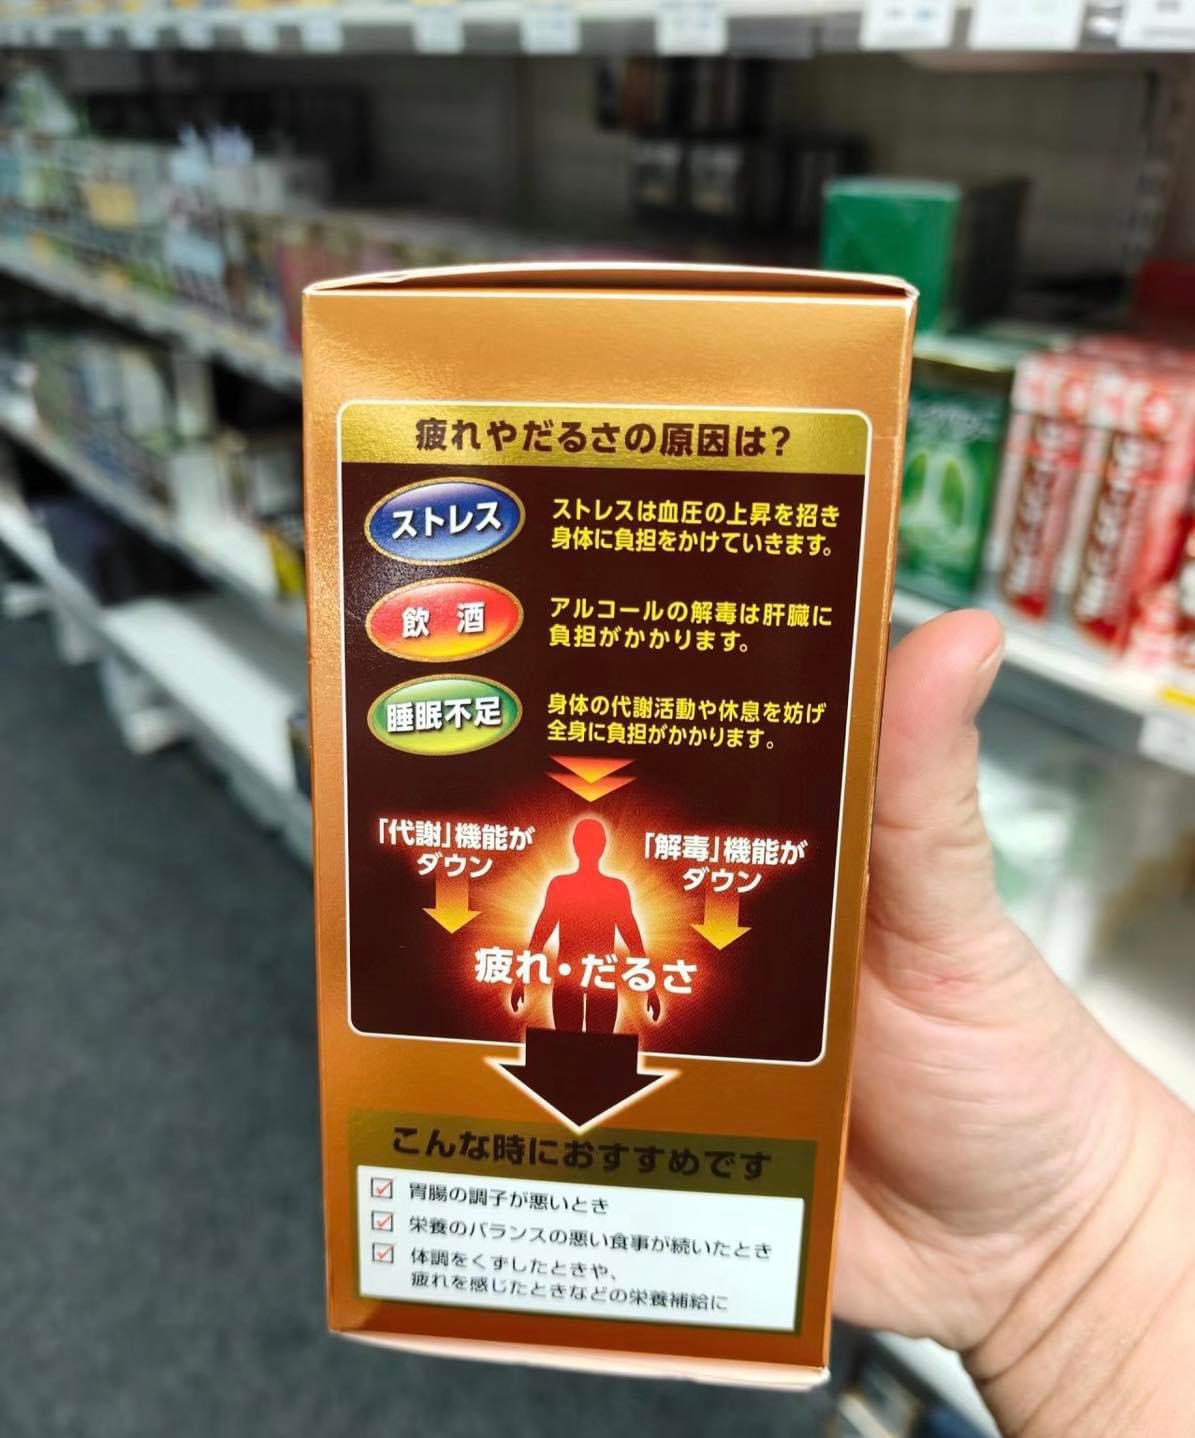 疲れやだるさの原因は?
ストレス
ストレスは血圧の上昇を招き
身体に負担をかけていきます。
飲酒
アルコールの解毒は肝臓に
負担がかかります。
睡眠不足
身体の代謝活動や休息を妨げ
全身に負担がかかります。
「代謝」機能が
ダウン
「解毒」機能が
ダウン
疲れ・だるさ
こんな時におすすめです
胃腸の調子が悪いとき
栄養のバランスの悪い食事が続いたとき
体調をくずしたときや、
疲れを感じたときなどの栄養補給に